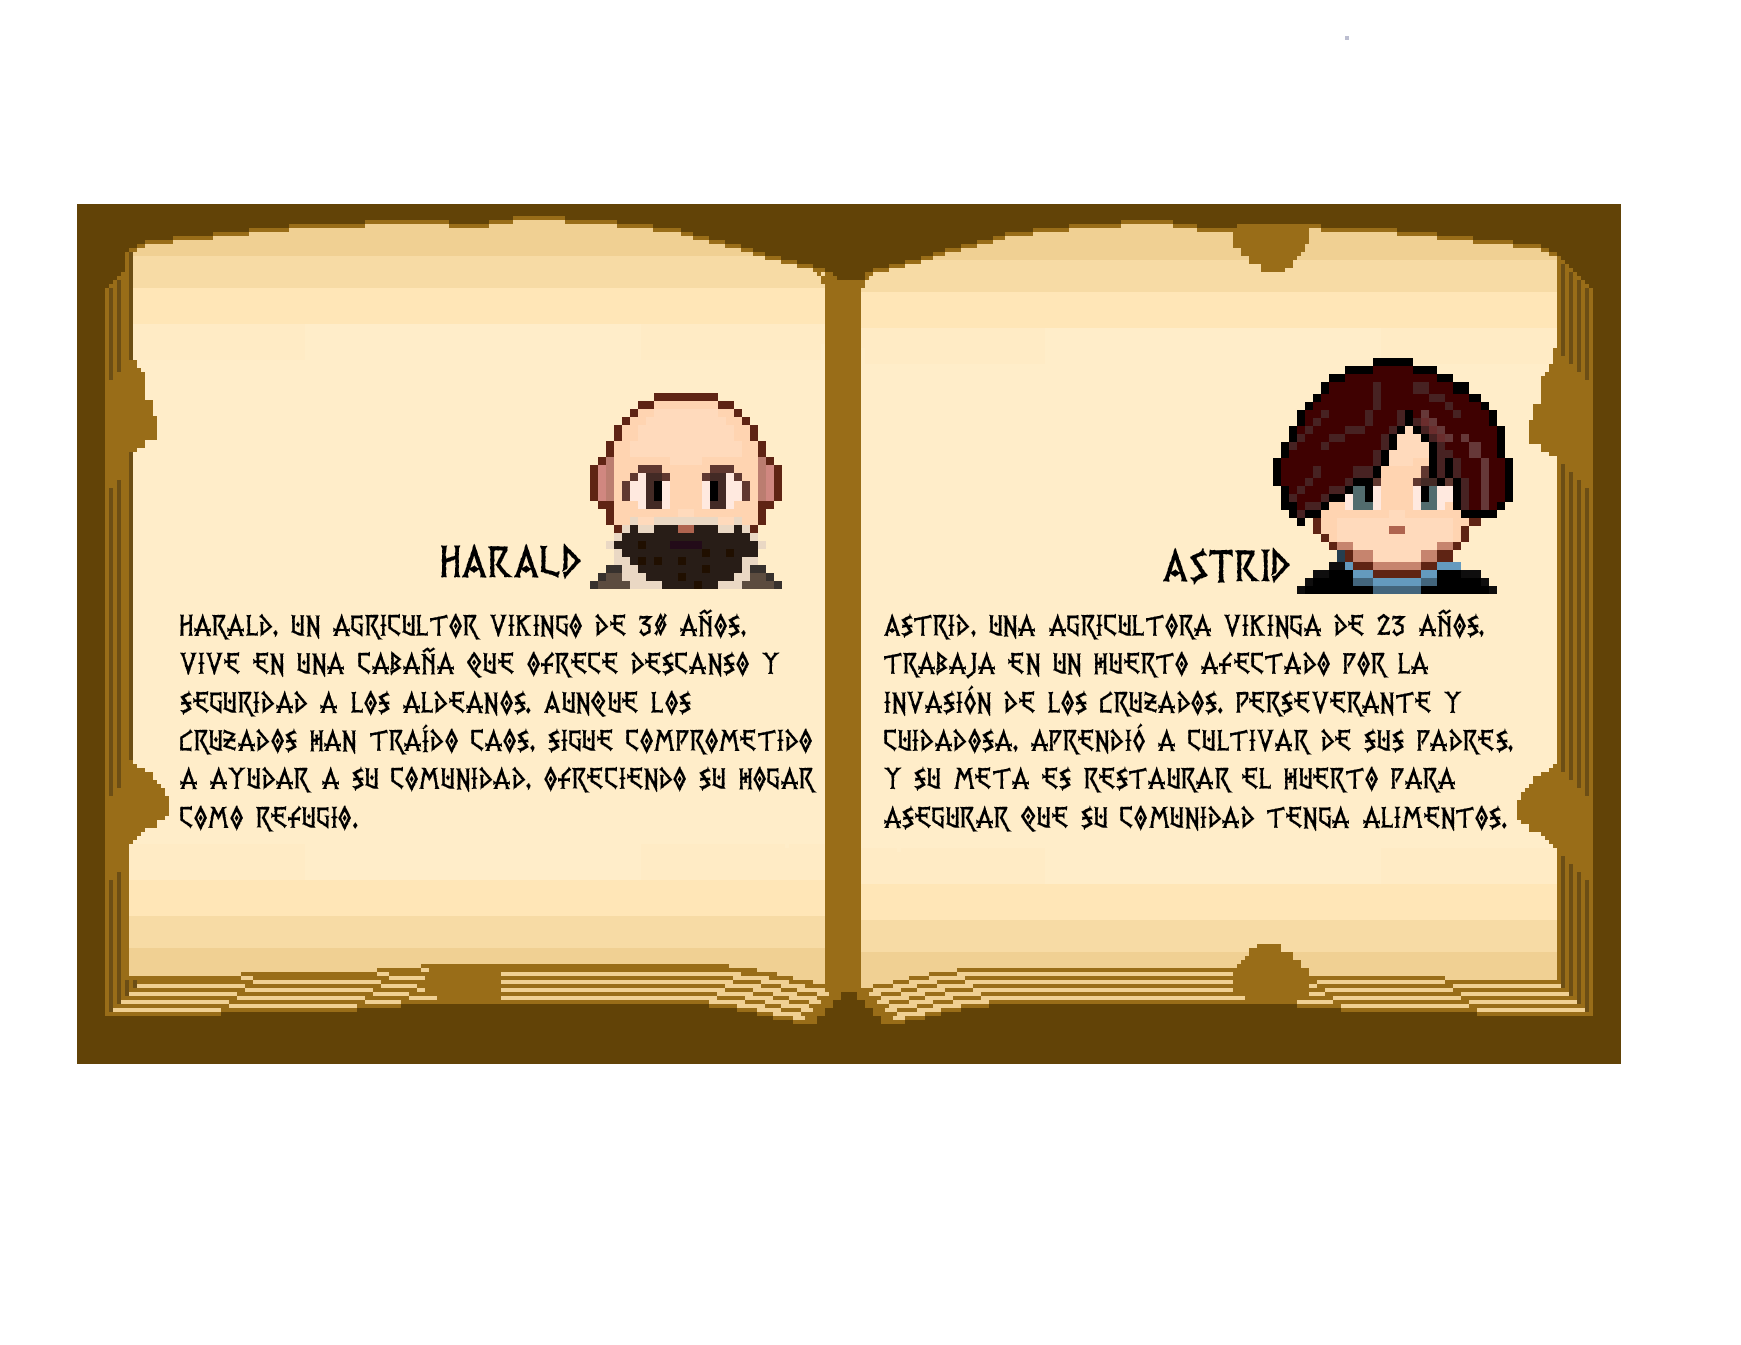 HARALD
HARALD, UN AGRICULTOR VIKINGO DE 30 AÑOS,
VIVE EN UNA CABAÑA QUE OFRECE DESCANSO Y
SEGURIDAD A LOS ALDEANOS. AUNQUE LOS
CRUZADOS HAN TRAÍDO CAOS, SIGUE COMPROMETIDO
A AYUDAR A SU COMUNIDAD, OFRECIENDO SU HOGAR
COMO REFUGIO.
ASTRID
ASTRID, UNA AGRICULTORA VIKINGA DE 23 AÑOS,
TRABAJA EN UN HUERTO AFECTADO POR LA
INVASIÓN DE LOS CRUZADOS. PERSEVERANTE Y
CUIDADOSA, APRENDIÓ A CULTIVAR DE SUS PADRES,
Y SU META ES RESTAURAR EL HUERTO PARA
ASEGURAR QUE SU COMUNIDAD TENGA ALIMENTOS.